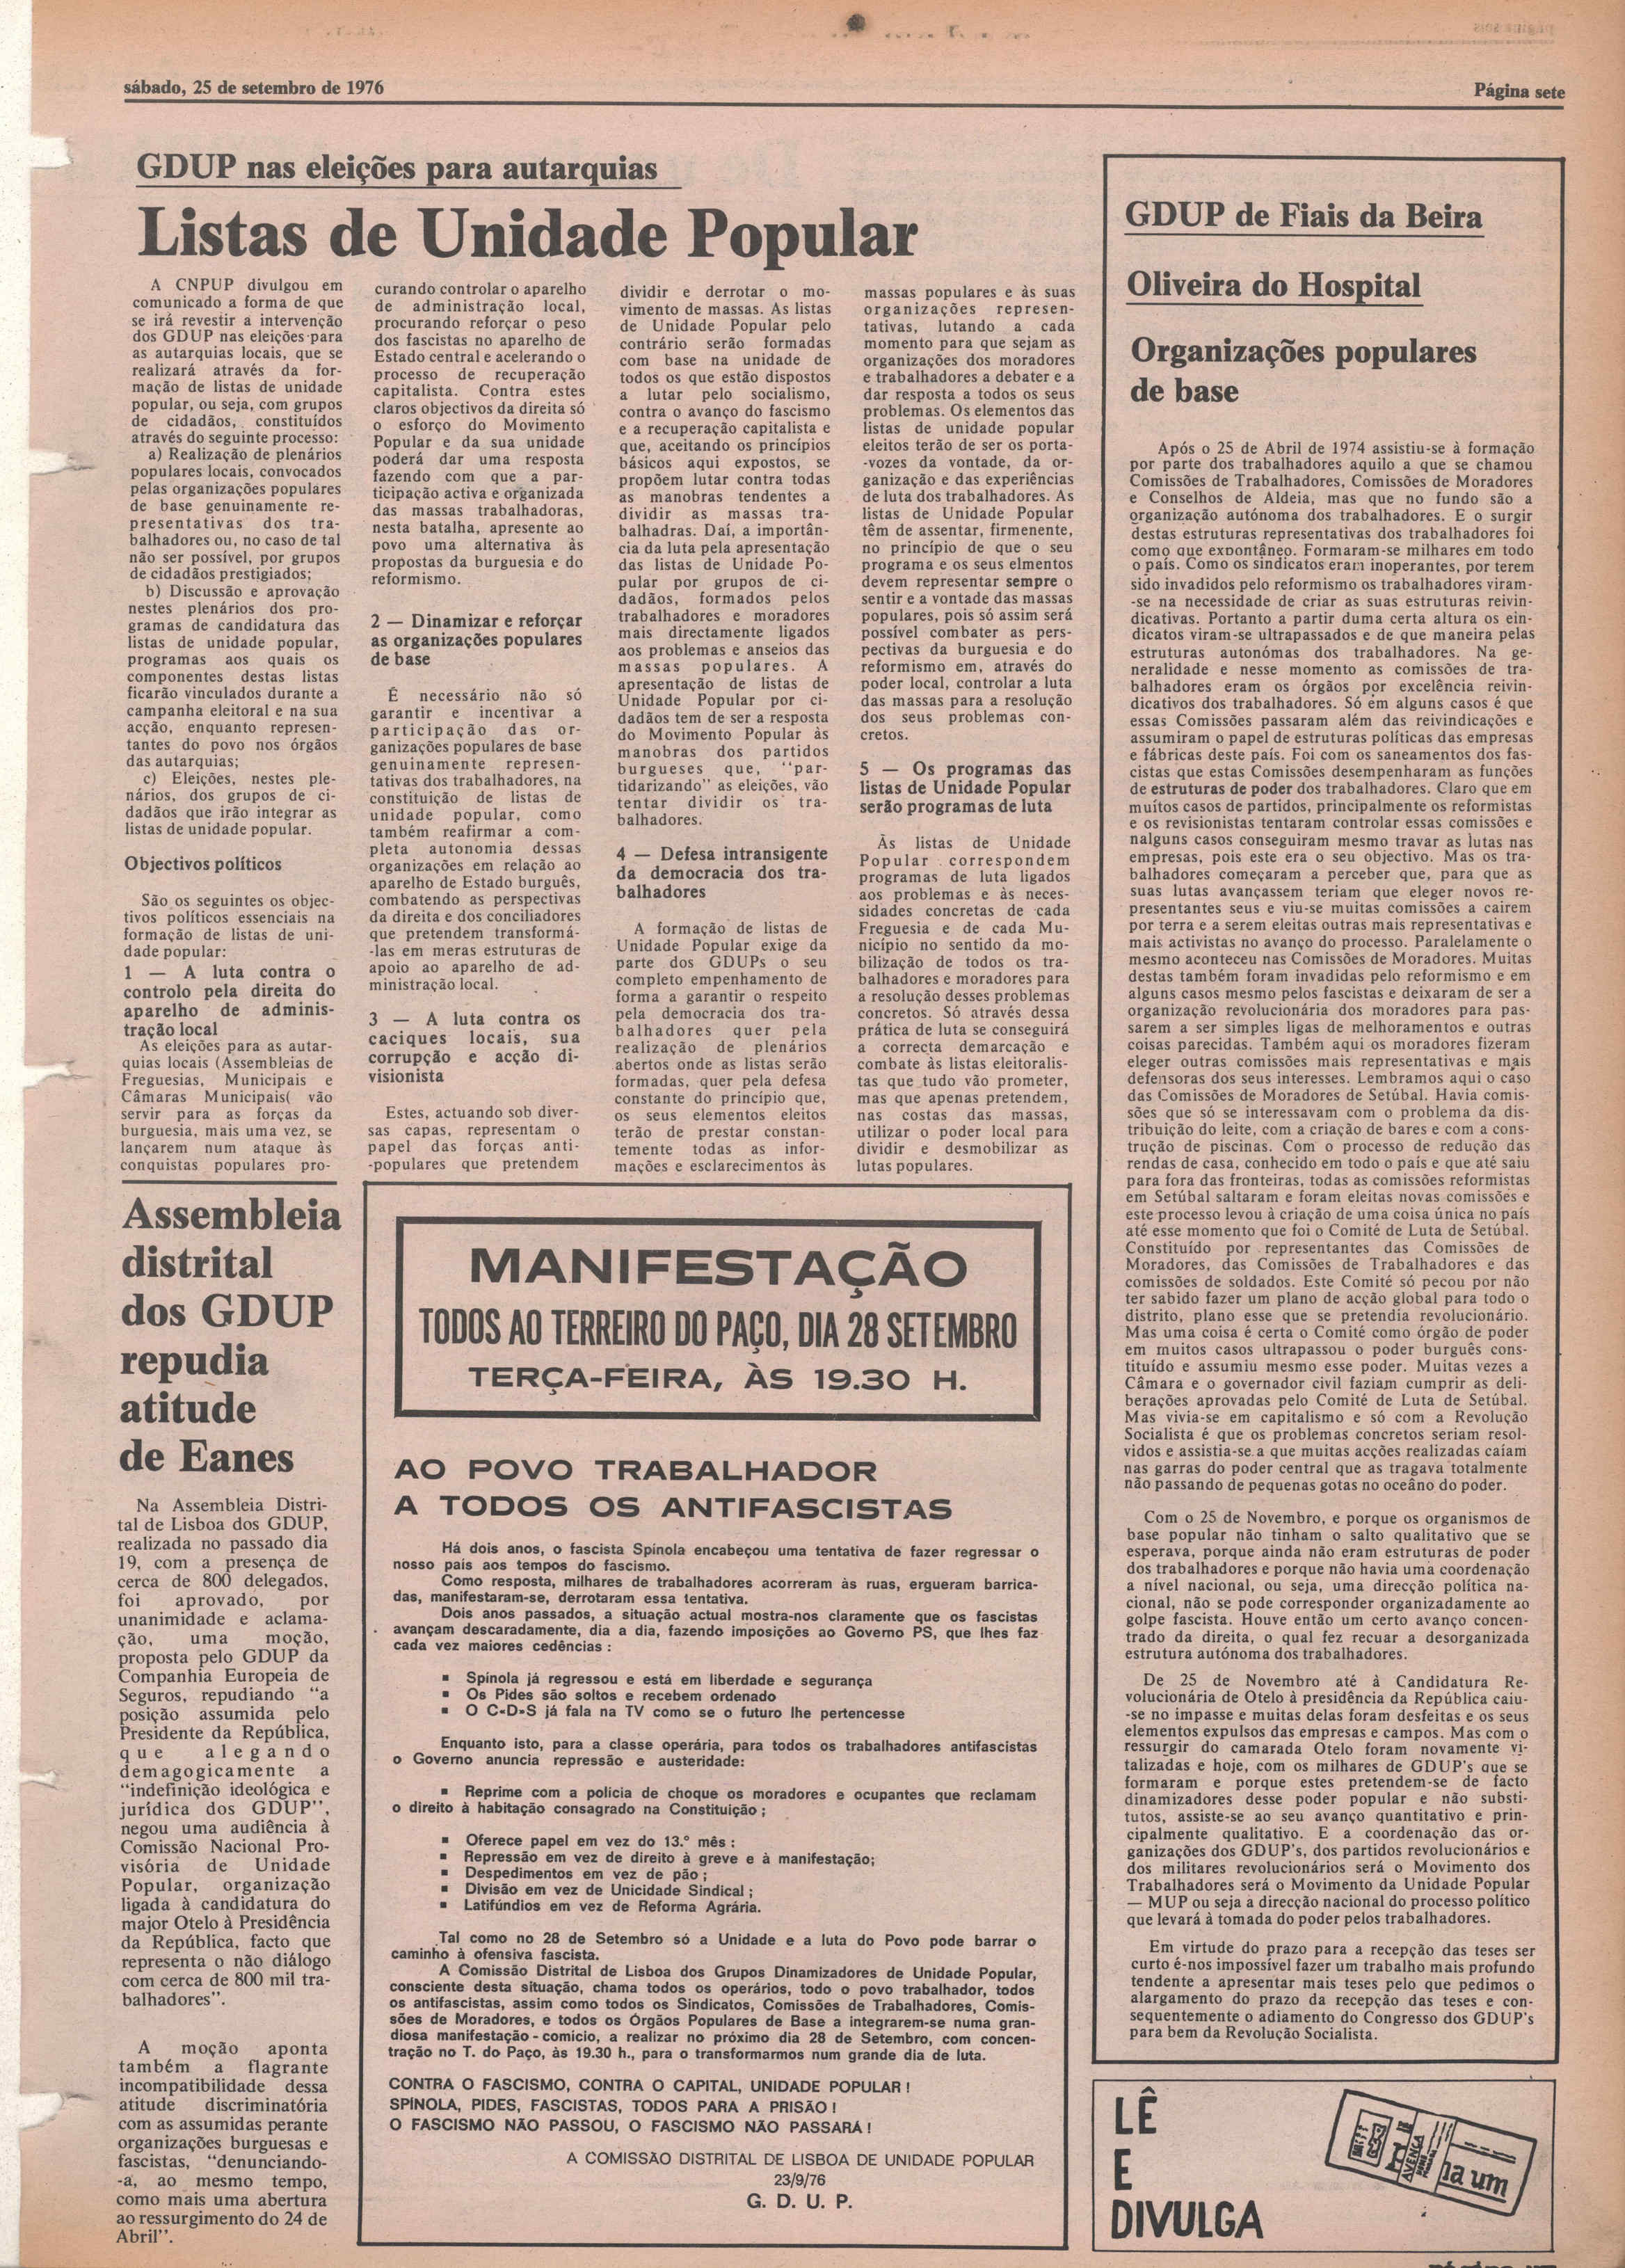 sábado, 25 de setembro de 1976
Página sete
GDUP nas eleições para autarquias
Listas de Unidade Popular
A CNPUP divulgou em
comunicado a forma de que
se irá revestir a intervenção
dos GDUP nas eleições para
as autarquias locais, que se
realizará através da for-
mação de listas de unidade
popular, ou seja, com grupos
de cidadãos, constituídos
através do seguinte processo:
a) Realização de plenários
populares locais, convocados
pelas organizações populares
de base genuinamente re-
presentativas dos tra-
balhadores ou, no caso de tal
não ser possível, por grupos
de cidadãos prestigiados;
b) Discussão e aprovação
nestes plenários dos pro-
gramas de candidatura das
listas de unidade popular,
programas aos quais os
componentes destas listas
ficarão vinculados durante a
campanha eleitoral e na sua
acção, enquanto represen-
tantes do povo nos órgãos
das autarquias;
c) Eleições, nestes ple-
nários, dos grupos de ci-
dadãos que irão integrar as
listas de unidade popular.
Objectivos políticos
São os seguintes os objec-
tivos políticos essenciais na
formação de listas de uni-
dade popular:
1 — A luta contra o
controlo pela direita do
aparelho de adminis-
tração local
As eleições para as autar-
quias locais (Assembleias de
Freguesias, Municipais e
Câmaras Municipais( vão
servir para as forças da
burguesia, mais uma vez, se
lançarem num ataque às
conquistas populares pro-
curando controlar o aparelho
de administração local,
procurando reforçar o peso
dos fascistas no aparelho de
Estado central e acelerando o
processo de recuperação
capitalista. Contra estes
claros objectivos da direita só
o esforço do Movimento
Popular e da sua unidade
poderá dar uma resposta
fazendo com que a par-
ticipação activa e organizada
das massas trabalhadoras,
nesta batalha, apresente ao
povo uma alternativa às
propostas da burguesia e do
reformismo.
2 — Dinamizar e reforçar
as organizações populares
de base
É necessário não só
garantir e incentivar a
participação das or-
ganizações populares de base
genuinamente represen-
tativas dos trabalhadores, na
constituição de listas de
unidade popular, como
também reafirmar a com-
pleta autonomia dessas
organizações em relação ao
aparelho de Estado burguês,
combatendo as perspectivas
da direita e dos conciliadores
que pretendem transformá-
-las em meras estruturas de
apoio ao aparelho de ad-
ministração local.
3 — A luta contra os
caciques locais, sua
corrupção e acção di-
visionista
Estes, actuando sob diver-
sas capas, representam o
papel das forças anti-
-populares que pretendem
dividir e derrotar o mo-
vimento de massas. As listas
de Unidade Popular pelo
contrário serão formadas
com base na unidade de
todos os que estão dispostos
a lutar pelo socialismo,
contra o avanço do fascismo
e a recuperação capitalista e
que, aceitando os princípios
básicos aqui expostos, se
propõem lutar contra todas
as manobras tendentes a
dividir as massas tra-
balhadras. Daí, a importân-
cia da luta pela apresentação
das listas de Unidade Po-
pular por grupos de ci-
dadãos, formados pelos
trabalhadores e moradores
mais directamente ligados
aos problemas e anseios das
massas populares. A
apresentação de listas de
Unidade Popular por ci-
dadãos tem de ser a resposta
do Movimento Popular às
manobras dos partidos
burgueses que, "par-
tidarizando" as eleições, vão
tentar dividir os tra-
balhadores.
4 — Defesa intransigente
da democracia dos tra-
balhadores
A formação de listas de
Unidade Popular exige da
parte dos GDUPs o seu
completo empenhamento de
forma a garantir o respeito
pela democracia dos tra-
balhadores quer pela
realização de plenários
abertos onde as listas serão
formadas, quer pela defesa
constante do princípio que,
os seus elementos eleitos
terão de prestar constan-
temente todas as infor-
mações e esclarecimentos às
massas populares e às suas
organizações represen-
tativas, lutando a cada
momento para que sejam as
organizações dos moradores
e trabalhadores a debater e a
dar resposta a todos os seus
problemas. Os elementos das
listas de unidade popular
eleitos terão de ser os porta-
-vozes da vontade, da or-
ganização e das experiências
de luta dos trabalhadores. As
listas de Unidade Popular
têm de assentar, firmenente,
no princípio de que o seu
programa e os seus elmentos
devem representar sempre o
sentir e a vontade das massas
populares, pois só assim será
possível combater as pers-
pectivas da burguesia e do
reformismo em, através do
poder local, controlar a luta
das massas para a resolução
dos seus problemas con-
cretos.
5 — Os programas das
listas de Unidade Popular
serão programas de luta
Às listas de Unidade
Popular correspondem
programas de luta ligados
aos problemas e às neces-
sidades concretas de cada
Freguesia e de cada Mu-
nicípio no sentido da mo-
bilização de todos os tra-
balhadores e moradores para
a resolução desses problemas
concretos. Só através dessa
prática de luta se conseguirá
a correcta demarcação e
combate às listas eleitoralis-
tas que tudo vão prometer,
mas que apenas pretendem,
nas costas das massas,
utilizar o poder local para
dividir e desmobilizar as
lutas populares.
Assembleia
distrital
dos GDUP
repudia
atitude
de Eanes
Na Assembleia Distri-
tal de Lisboa dos GDUP,
realizada no passado dia
19, com a presença de
cerca de 800 delegados,
foi aprovado, por
unanimidade e aclama-
ção, uma moção,
proposta pelo GDUP da
Companhia Europeia de
Seguros, repudiando "a
posição assumida pelo
Presidente da República,
que alegando
demagogicamente a
"indefinição ideológica e
jurídica dos GDUP",
negou uma audiência à
Comissão Nacional Pro-
visória de Unidade
Popular, organização
ligada à candidatura do
major Otelo à Presidência
da República, facto que
representa o não diálogo
com cerca de 800 mil tra-
balhadores".
A moção aponta
também a flagrante
incompatibilidade dessa
atitude discriminatória
com as assumidas perante
organizações burguesas e
fascistas, "denunciando-
-a, ao mesmo tempo,
como mais uma abertura
ao ressurgimento do 24 de
Abril".
MANIFESTAÇÃO
TODOS AO TERREIRO DO PAÇO, DIA 28 SETEMBRO
TERÇA-FEIRA, ÀS 19.30 H.
AO POVO TRABALHADOR
A TODOS OS ANTIFASCISTAS
Há dois anos, o fascista Spínola encabeçou uma tentativa de fazer regressar o
nosso país aos tempos do fascismo.
Como resposta, milhares de trabalhadores acorreram às ruas, ergueram barrica-
das, manifestaram-se, derrotaram essa tentativa.
Dois anos passados, a situação actual mostra-nos claramente que os fascistas
avançam descaradamente, dia a dia, fazendo imposições ao Governo PS, que lhes faz
cada vez maiores cedências :
▪ Spínola já regressou e está em liberdade e segurança
▪ Os Pides são soltos e recebem ordenado
▪ O C-D-S já fala na TV como se o futuro lhe pertencesse
Enquanto isto, para a classe operária, para todos os trabalhadores antifascistas
o Governo anuncia repressão e austeridade:
▪ Reprime com a polícia de choque os moradores e ocupantes que reclamam
o direito à habitação consagrado na Constituição ;
▪ Oferece papel em vez do 13.º mês :
▪ Repressão em vez de direito à greve e à manifestação;
▪ Despedimentos em vez de pão ;
▪ Divisão em vez de Unicidade Sindical ;
▪ Latifúndios em vez de Reforma Agrária.
Tal como no 28 de Setembro só a Unidade e a luta do Povo pode barrar o
caminho à ofensiva fascista.
A Comissão Distrital de Lisboa dos Grupos Dinamizadores de Unidade Popular,
consciente desta situação, chama todos os operários, todo o povo trabalhador, todos
os antifascistas, assim como todos os Sindicatos, Comissões de Trabalhadores, Comis-
sões de Moradores, e todos os Órgãos Populares de Base a integrarem-se numa gran-
diosa manifestação - comício, a realizar no próximo dia 28 de Setembro, com concen-
tração no T. do Paço, às 19.30 h., para o transformarmos num grande dia de luta.
CONTRA O FASCISMO, CONTRA O CAPITAL, UNIDADE POPULAR !
SPÍNOLA, PIDES, FASCISTAS, TODOS PARA A PRISÃO !
O FASCISMO NÃO PASSOU, O FASCISMO NÃO PASSARÁ !
A COMISSÃO DISTRITAL DE LISBOA DE UNIDADE POPULAR
23/9/76
G. D. U. P.
GDUP de Fiais da Beira
Oliveira do Hospital
Organizações populares
de base
Após o 25 de Abril de 1974 assistiu-se à formação
por parte dos trabalhadores aquilo a que se chamou
Comissões de Trabalhadores, Comissões de Moradores
e Conselhos de Aldeia, mas que no fundo são a
organização autónoma dos trabalhadores. E o surgir
destas estruturas representativas dos trabalhadores foi
como que expontâneo. Formaram-se milhares em todo
o país. Como os sindicatos eram inoperantes, por terem
sido invadidos pelo reformismo os trabalhadores viram-
-se na necessidade de criar as suas estruturas reivin-
dicativas. Portanto a partir duma certa altura os ein-
dicatos viram-se ultrapassados e de que maneira pelas
estruturas autonómas dos trabalhadores. Na ge-
neralidade e nesse momento as comissões de tra-
balhadores eram os órgãos por excelência reivin-
dicativos dos trabalhadores. Só em alguns casos é que
essas Comissões passaram além das reivindicações e
assumiram o papel de estruturas políticas das empresas
e fábricas deste país. Foi com os saneamentos dos fas-
cistas que estas Comissões desempenharam as funções
de estruturas de poder dos trabalhadores. Claro que em
muítos casos de partidos, principalmente os reformistas
e os revisionistas tentaram controlar essas comissões e
nalguns casos conseguiram mesmo travar as lutas nas
empresas, pois este era o seu objectivo. Mas os tra-
balhadores começaram a perceber que, para que as
suas lutas avançassem teriam que eleger novos re-
presentantes seus e viu-se muitas comissões a cairem
por terra e a serem eleitas outras mais representativas e
mais activistas no avanço do processo. Paralelamente o
mesmo aconteceu nas Comissões de Moradores. Muitas
destas também foram invadidas pelo reformismo e em
alguns casos mesmo pelos fascistas e deixaram de ser a
organização revolucionária dos moradores para pas-
sarem a ser simples ligas de melhoramentos e outras
coisas parecidas. Também aqui os moradores fizeram
eleger outras comissões mais representativas e mais
defensoras dos seus interesses. Lembramos aqui o caso
das Comissões de Moradores de Setúbal. Havia comis-
sões que só se interessavam com o problema da dis-
tribuição do leite, com a criação de bares e com a cons-
trução de piscinas. Com o processo de redução das
rendas de casa, conhecido em todo o país e que até saiu
para fora das fronteiras, todas as comissões reformistas
em Setúbal saltaram e foram eleitas novas comissões e
este processo levou à criação de uma coisa única no país
até esse momento que foi o Comité de Luta de Setúbal.
Constituído por representantes das Comissões de
Moradores, das Comissões de Trabalhadores e das
comissões de soldados. Este Comité só pecou por não
ter sabido fazer um plano de acção global para todo o
distrito, plano esse que se pretendia revolucionário.
Mas uma coisa é certa o Comité como órgão de poder
em muitos casos ultrapassou o poder burguês cons-
tituído e assumiu mesmo esse poder. Muitas vezes a
Câmara e o governador civil faziam cumprir as deli-
berações aprovadas pelo Comité de Luta de Setúbal.
Mas vivia-se em capitalismo e só com a Revolução
Socialista é que os problemas concretos seriam resol-
vidos e assistia-se a que muitas acções realizadas caíam
nas garras do poder central que as tragava totalmente
não passando de pequenas gotas no oceâno do poder.
Com o 25 de Novembro, e porque os organismos de
base popular não tinham o salto qualitativo que se
esperava, porque ainda não eram estruturas de poder
dos trabalhadores e porque não havia uma coordenação
a nível nacional, ou seja, uma direcção política na-
cional, não se pode corresponder organizadamente ao
golpe fascista. Houve então um certo avanço concen-
trado da direita, o qual fez recuar a desorganizada
estrutura autónoma dos trabalhadores.
De 25 de Novembro até à Candidatura Re-
volucionária de Otelo à presidência da República caiu-
-se no impasse e muitas delas foram desfeitas e os seus
elementos expulsos das empresas e campos. Mas com o
ressurgir do camarada Otelo foram novamente vi-
talizadas e hoje, com os milhares de GDUP's que se
formaram e porque estes pretendem-se de facto
dinamizadores desse poder popular e não substi-
tutos, assiste-se ao seu avanço quantitativo e prin-
cipalmente qualitativo. E a coordenação das or-
ganizações dos GDUP's, dos partidos revolucionários e
dos militares revolucionários será o Movimento dos
Trabalhadores será o Movimento da Unidade Popular
— MUP ou seja a direcção nacional do processo político
que levará à tomada do poder pelos trabalhadores.
Em virtude do prazo para a recepção das teses ser
curto é-nos impossível fazer um trabalho mais profundo
tendente a apresentar mais teses pelo que pedimos o
alargamento do prazo da recepção das teses e con-
sequentemente o adiamento do Congresso dos GDUP's
para bem da Revolução Socialista.
LÊ
E
DIVULGA
AVENÇA
na um